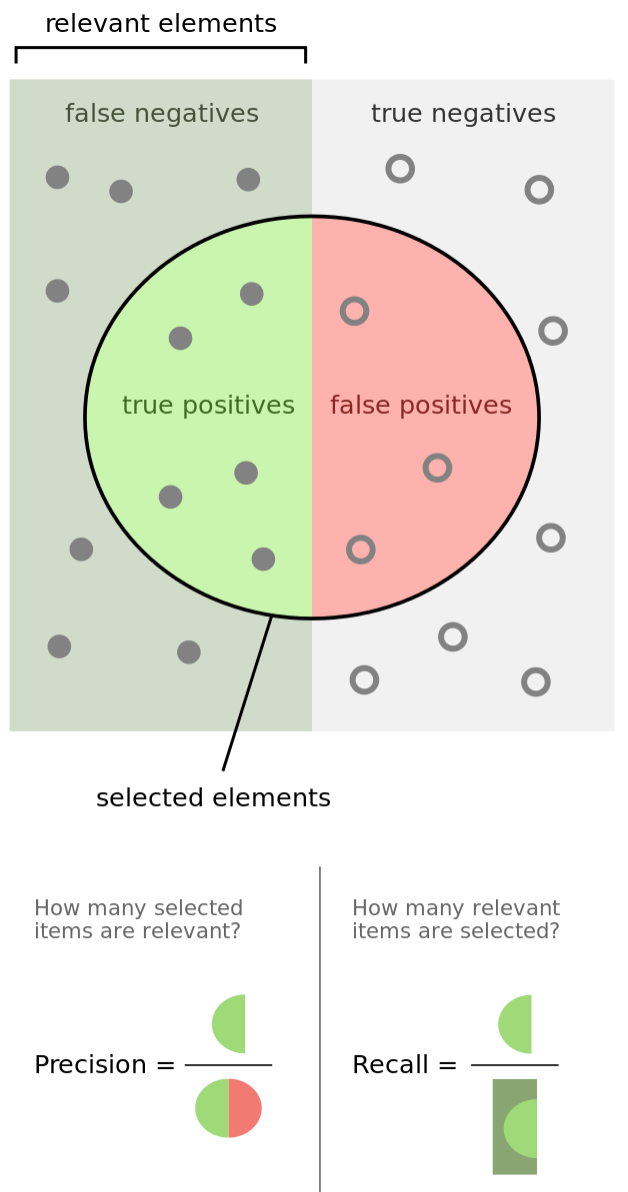 relevant elements
false negatives
true negatives
true positives
false positives
selected elements
How many selected
items are relevant?
How many relevant
items are selected?
Precision =
Recall =